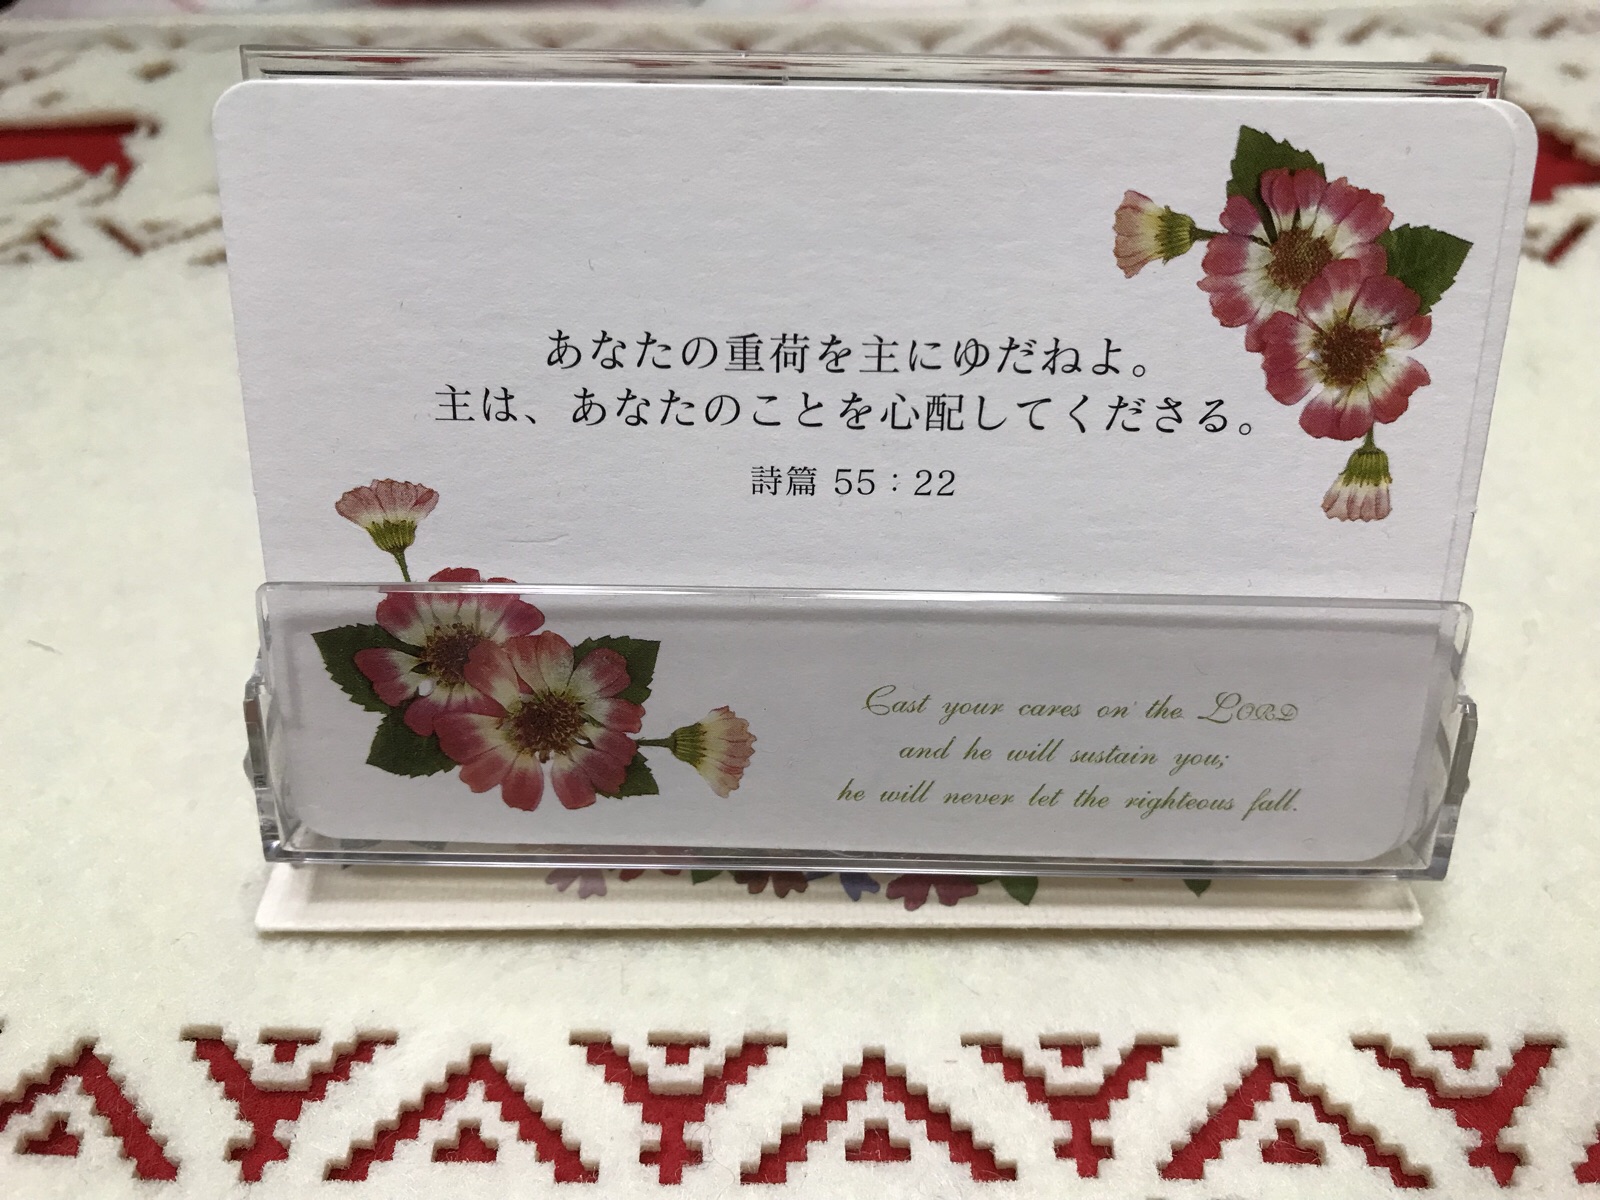 あなたの重荷を主にゆだねよ。
主は、あなたのことを心配してくださる。
詩篇 55：22
Cast your cares on the LORD
and he will sustain you;
he will never let the righteous fall.